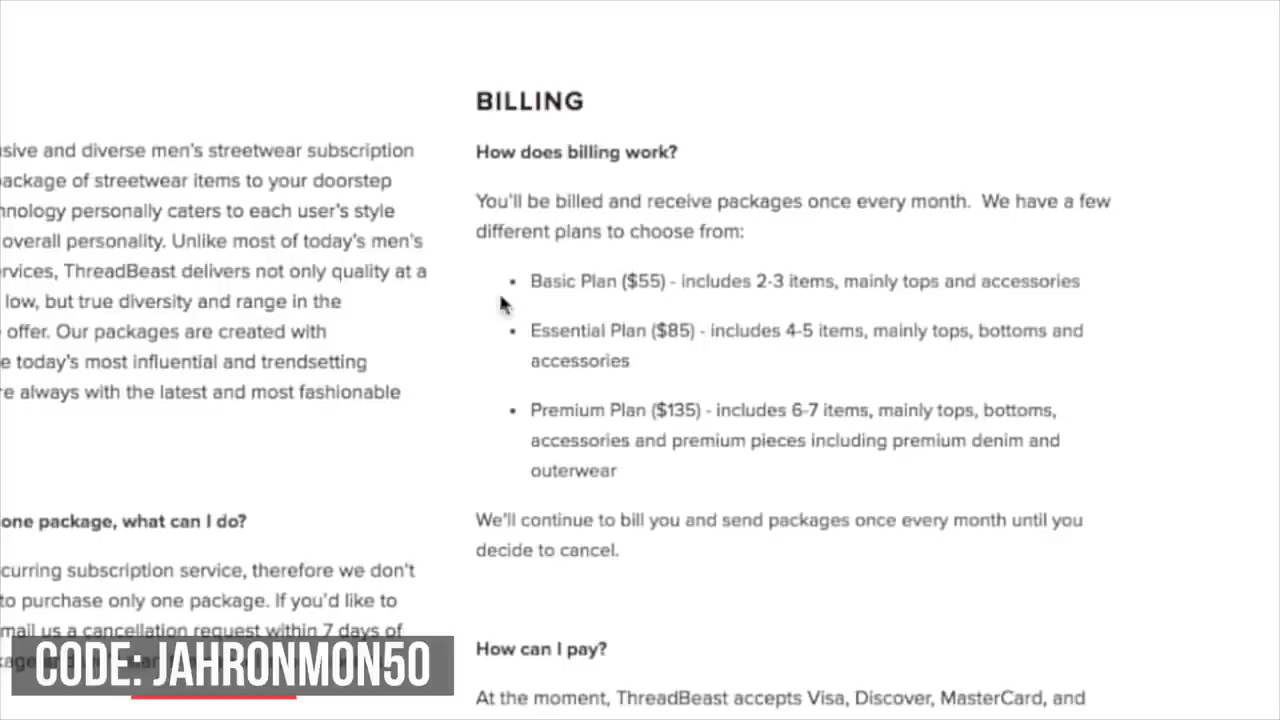 sive and diverse men's streetwear subscription
ackage of streetwear items to your doorstep
nology personally caters to each user's style
overall personality. Unlike most of today's men's
rvices, ThreadBeast delivers not only quality at a
low, but true diversity and range in the
offer. Our packages are created with
e today's most influential and trendsetting
re always with the latest and most fashionable
one package, what can I do?
curring subscription service, therefore we don't
to purchase only one package. If you'd like to
mail us a cancellation request within 7 days of
CODE: JAHRONMON50
BILLING
How does billing work?
You'll be billed and receive packages once every month. We have a few
different plans to choose from:
• Basic Plan ($55) - includes 2-3 items, mainly tops and accessories
• Essential Plan ($85) - includes 4-5 items, mainly tops, bottoms and
accessories
• Premium Plan ($135) - includes 6-7 items, mainly tops, bottoms,
accessories and premium pieces including premium denim and
outerwear
We'll continue to bill you and send packages once every month until you
decide to cancel.
How can I pay?
At the moment, ThreadBeast accepts Visa, Discover, MasterCard, and